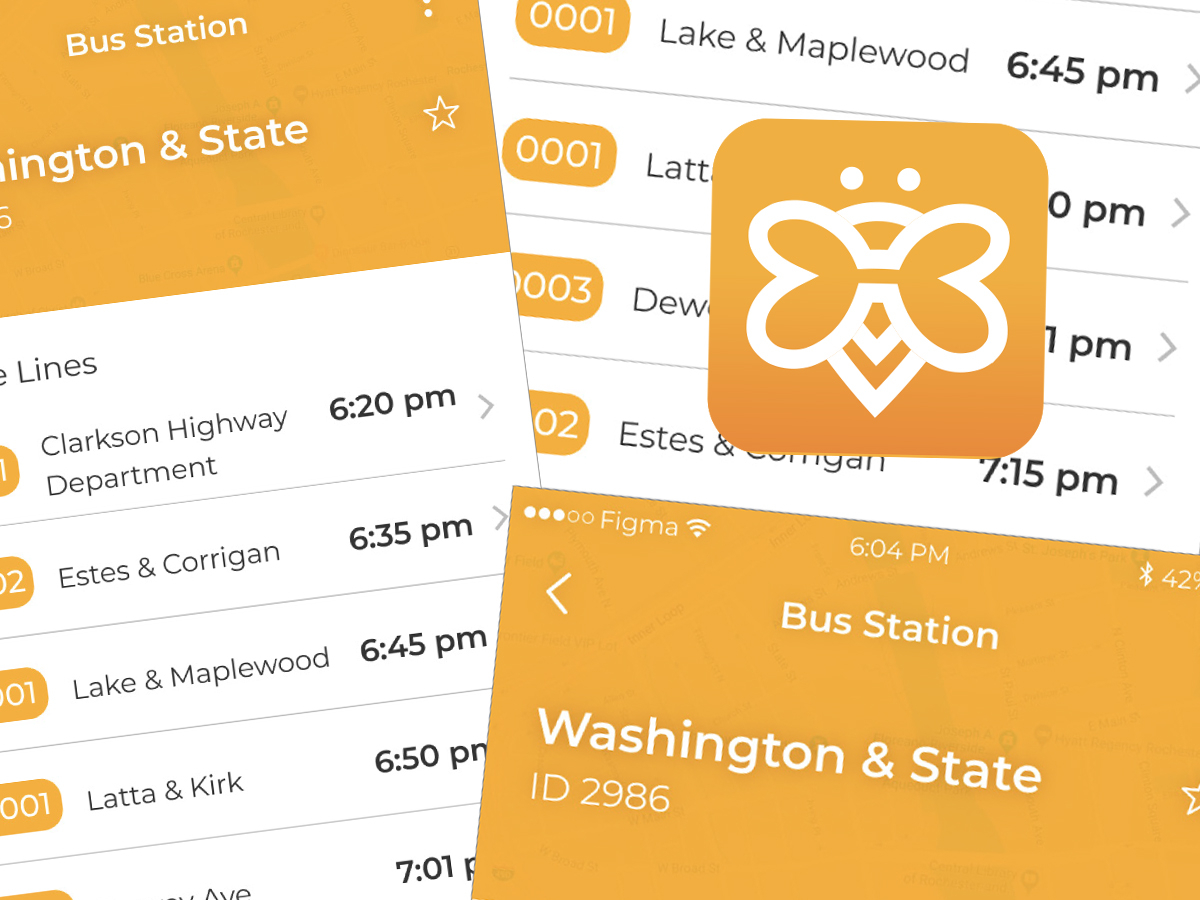 Bus Station
hington & State
6
e Lines
1
Clarkson Highway
Department
6:20 pm
02
Estes & Corrigan
6:35 pm
001
Lake & Maplewood
6:45 pm
0001
Latta & Kirk
6:50 pm
7:01 p
Ave
0001
Lake & Maplewood
6:45 pm
0001
Latt
0 pm
0003
Dew
1 pm
02
Estes & Corrigan
7:15 pm
Figma
6:04 PM
42%
Bus Station
Washington & State
ID 2986